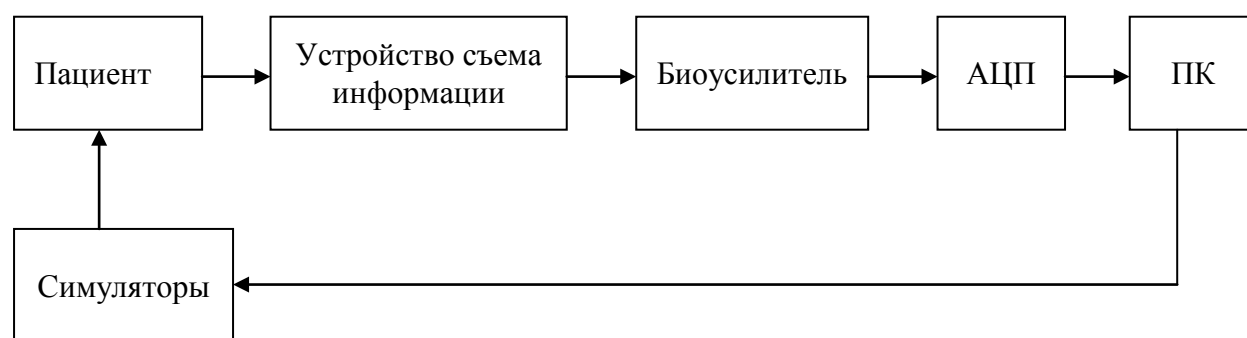 Пациент
Устройство съема
информации
Биоусилитель
АЦП
ПК
Симуляторы